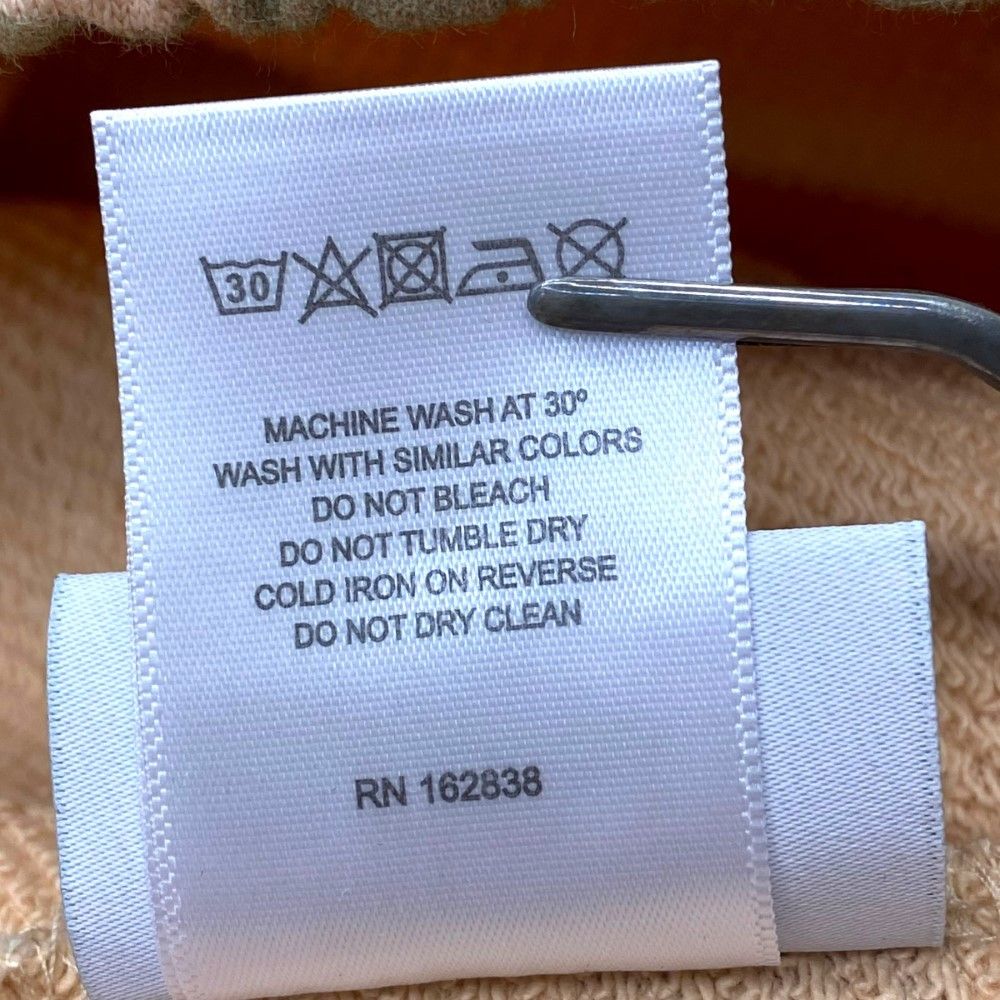 30
MACHINE WASH AT 30º
WASH WITH SIMILAR COLORS
DO NOT BLEACH
DO NOT TUMBLE DRY
COLD IRON ON REVERSE
DO NOT DRY CLEAN
RN 162838